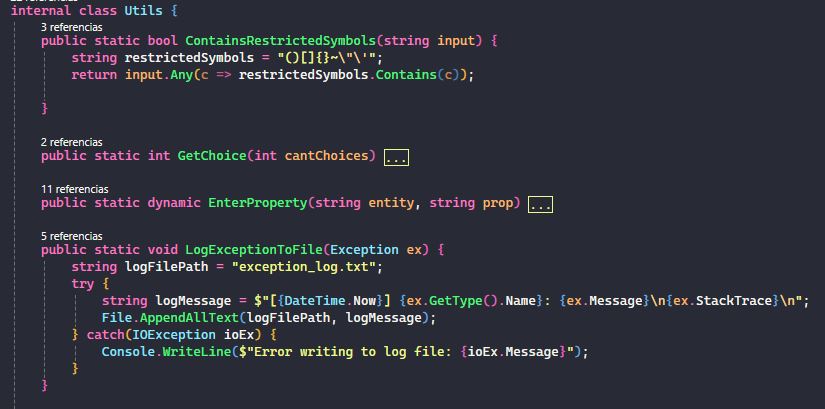 internal class Utils {
3 referencias
public static bool ContainsRestrictedSymbols(string input) {
string restrictedSymbols = "()[]{}~\"\'";
return input.Any(c => restrictedSymbols.Contains(c));
}
2 referencias
public static int GetChoice(int cantChoices) ...
11 referencias
public static dynamic EnterProperty(string entity, string prop) ...
5 referencias
public static void LogExceptionToFile(Exception ex) {
string logFilePath = "exception_log.txt";
try {
string logMessage = $"[{DateTime.Now}] {ex.GetType().Name}: {ex.Message}\n{ex.StackTrace}\n";
File.AppendAllText(logFilePath, logMessage);
} catch(IOException ioEx) {
Console.WriteLine($"Error writing to log file: {ioEx.Message}");
}
}